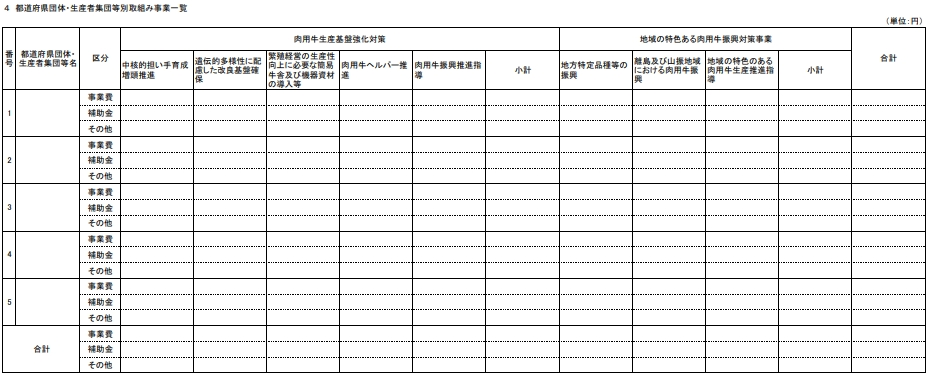 ４ 都道府県団体・生産者集団等別取組み事業一覧
（単位：円）
番号
都道府県団体・生産者集団等名
区分
肉用牛生産基盤強化対策
地域の特色ある肉用牛振興対策事業
合計
中核的担い手育成増頭推進
遺伝的多様性に配慮した改良基盤確保
繁殖経営の生産性向上に必要な簡易牛舎及び機器資材の導入等
肉用牛ヘルパー推進
肉用牛振興推進指導
小計
地方特定品種等の振興
離島及び山振地域における肉用牛振興
地域の特色のある肉用牛生産推進指導
小計
1
事業費
補助金
その他
2
事業費
補助金
その他
3
事業費
補助金
その他
4
事業費
補助金
その他
5
事業費
補助金
その他
合計
事業費
補助金
その他